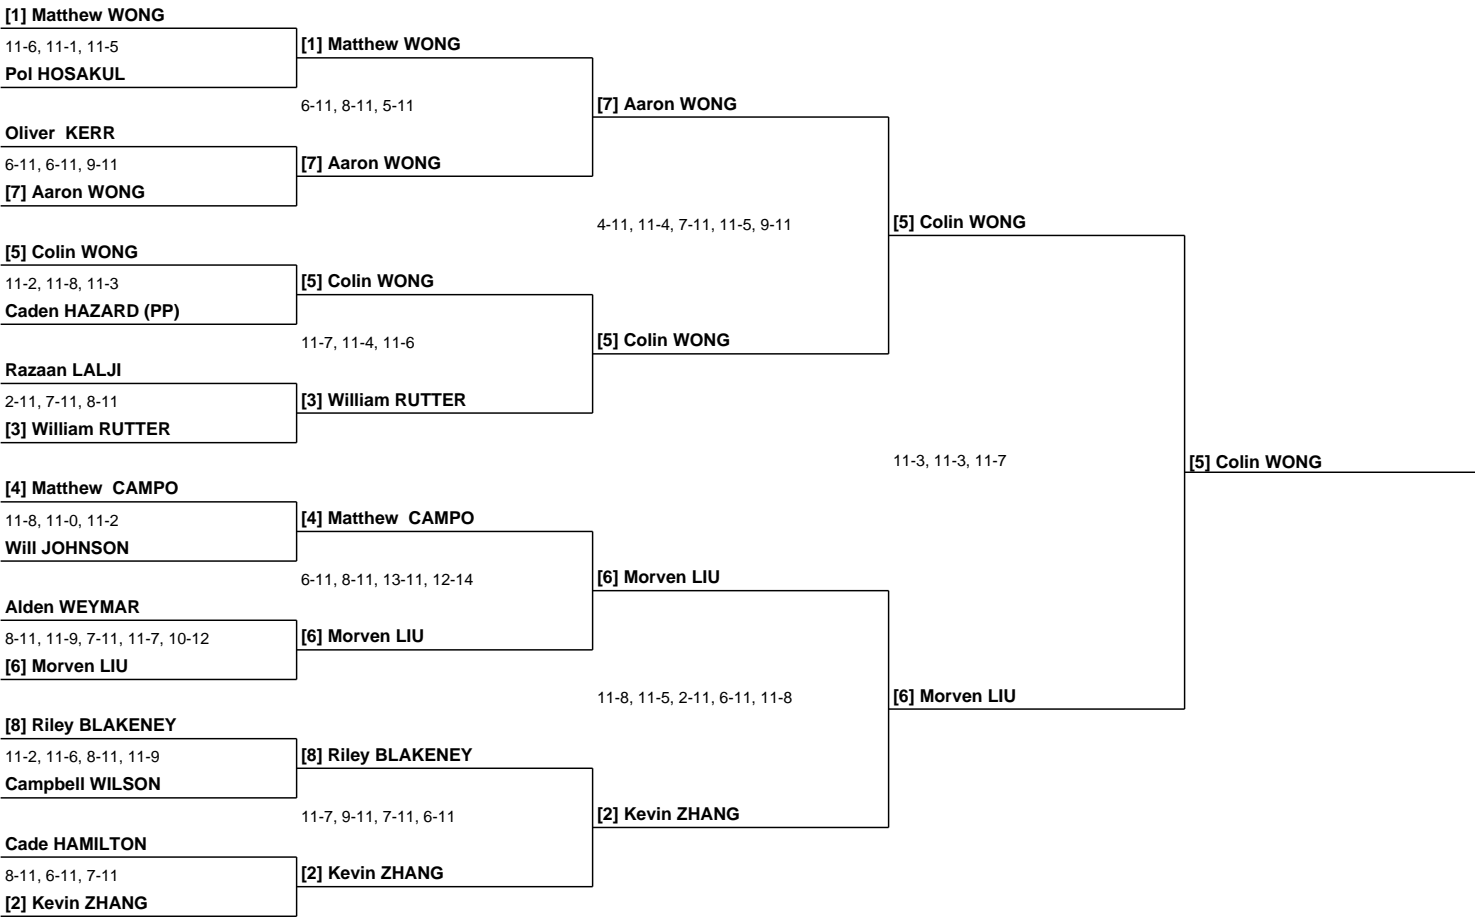 [1] Matthew WONG
11-6, 11-1, 11-5
Pol HOSAKUL
Oliver  KERR
6-11, 6-11, 9-11
[7] Aaron WONG
[5] Colin WONG
11-2, 11-8, 11-3
Caden HAZARD (PP)
Razaan LALJI
2-11, 7-11, 8-11
[3] William RUTTER
[4] Matthew  CAMPO
11-8, 11-0, 11-2
Will JOHNSON
Alden WEYMAR
8-11, 11-9, 7-11, 11-7, 10-12
[6] Morven LIU
[8] Riley BLAKENEY
11-2, 11-6, 8-11, 11-9
Campbell WILSON
Cade HAMILTON
8-11, 6-11, 7-11
[2] Kevin ZHANG
[1] Matthew WONG
6-11, 8-11, 5-11
[7] Aaron WONG
[5] Colin WONG
11-7, 11-4, 11-6
[3] William RUTTER
[4] Matthew  CAMPO
6-11, 8-11, 13-11, 12-14
[6] Morven LIU
[8] Riley BLAKENEY
11-7, 9-11, 7-11, 6-11
[2] Kevin ZHANG
[7] Aaron WONG
4-11, 11-4, 7-11, 11-5, 9-11
[5] Colin WONG
[6] Morven LIU
11-8, 11-5, 2-11, 6-11, 11-8
[2] Kevin ZHANG
[5] Colin WONG
11-3, 11-3, 11-7
[6] Morven LIU
[5] Colin WONG